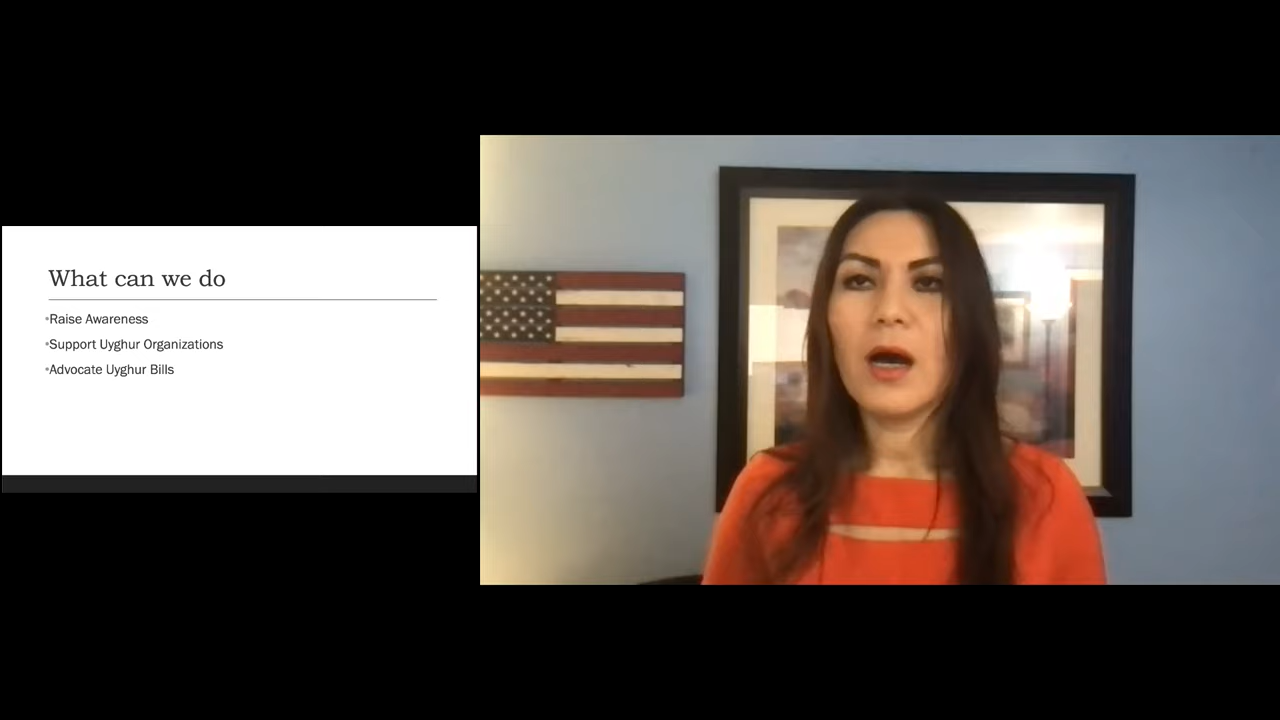 What can we do
•Raise Awareness
•Support Uyghur Organizations
•Advocate Uyghur Bills